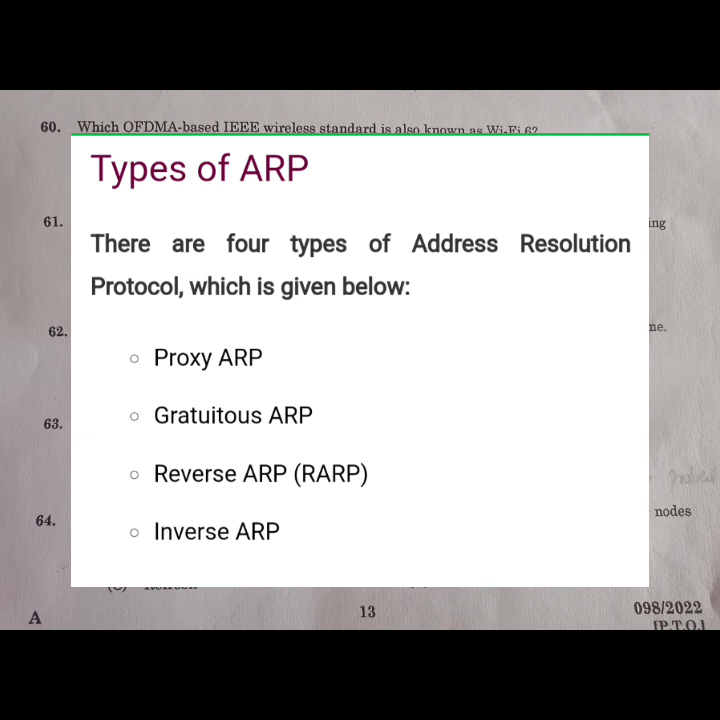 60. Which OFDMA-based IEEE wireless standard is also known as Wi-Fi 6?
Types of ARP
61.
ing
There are four types of Address Resolution
Protocol, which is given below:
62.
me.
○ Proxy ARP
○ Gratuitous ARP
63.
○ Reverse ARP (RARP)
64.
nodes
○ Inverse ARP
A
13
098/2022
[P.T.O.]